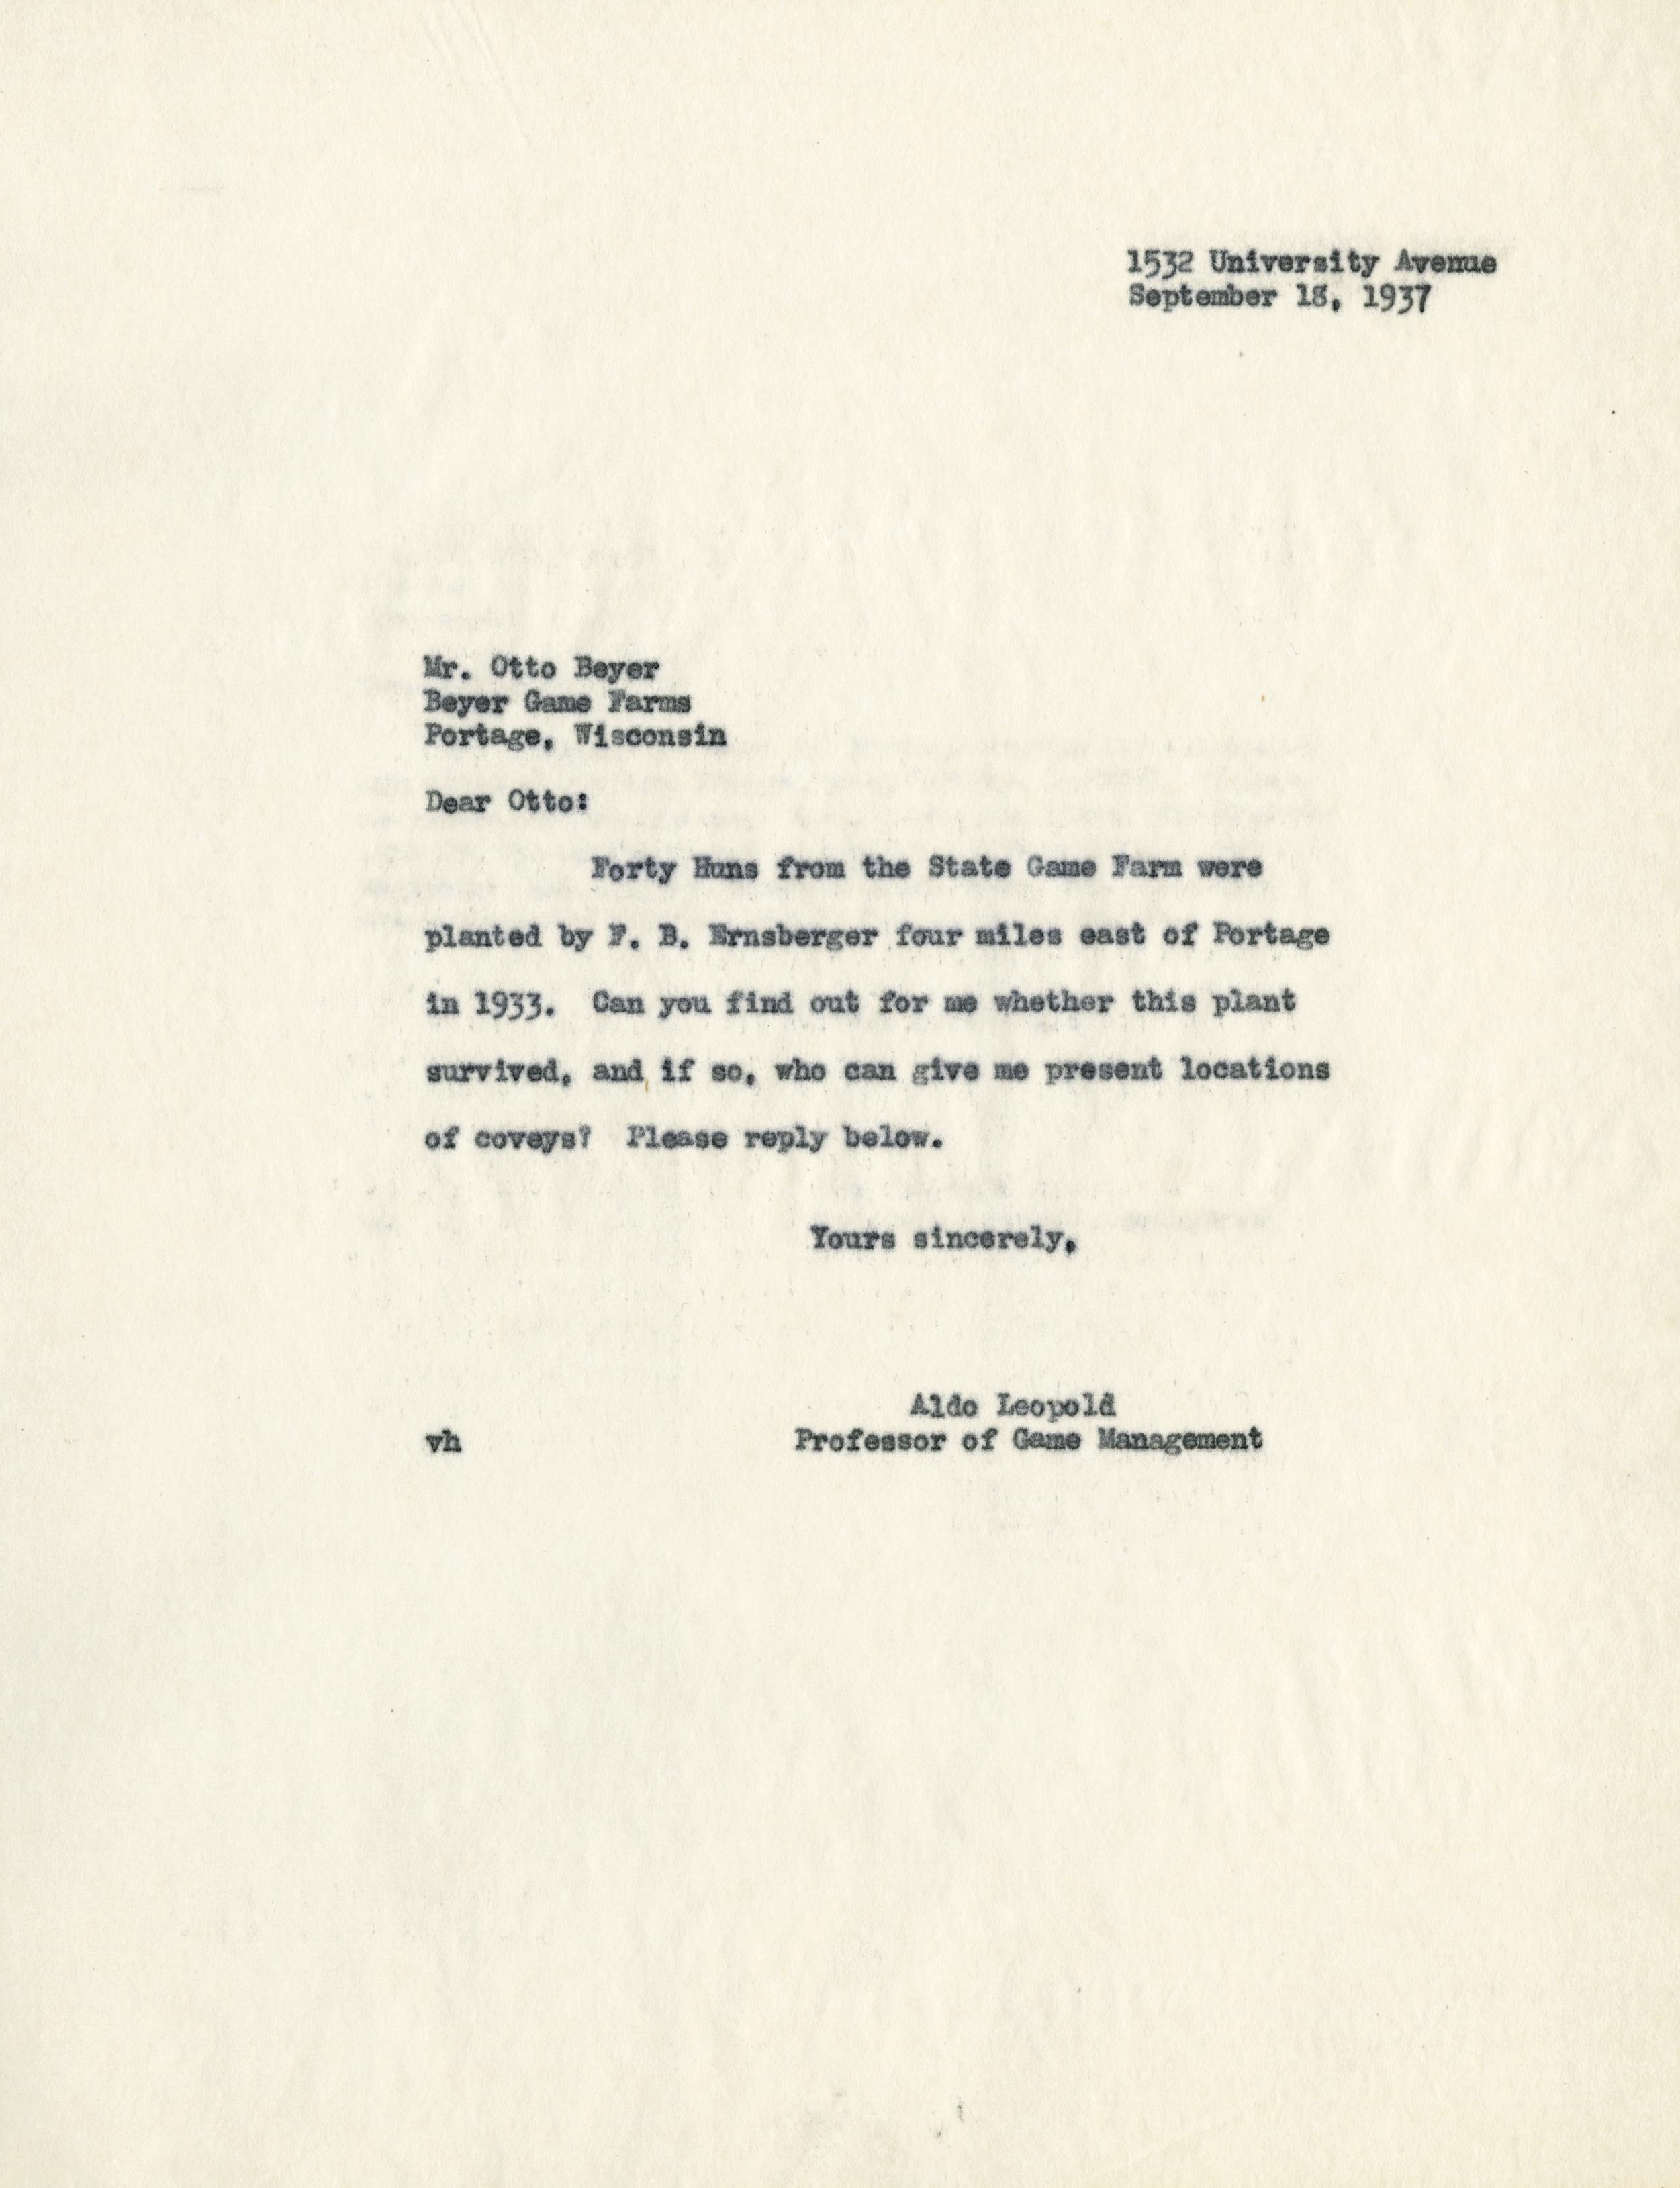 1532 University Avenue
September 18, 1937
Mr. Otto Beyer
Beyer Game Farms
Portage, Wisconsin
Dear Otto:
Forty Huns from the State Game Farm were
planted by F. B. Ernsberger four miles east of Portage
in 1933. Can you find out for me whether this plant
survived, and if so, who can give me present locations
of coveys? Please reply below.
Yours sincerely,
Aldo Leopold
vh Professor of Game Management